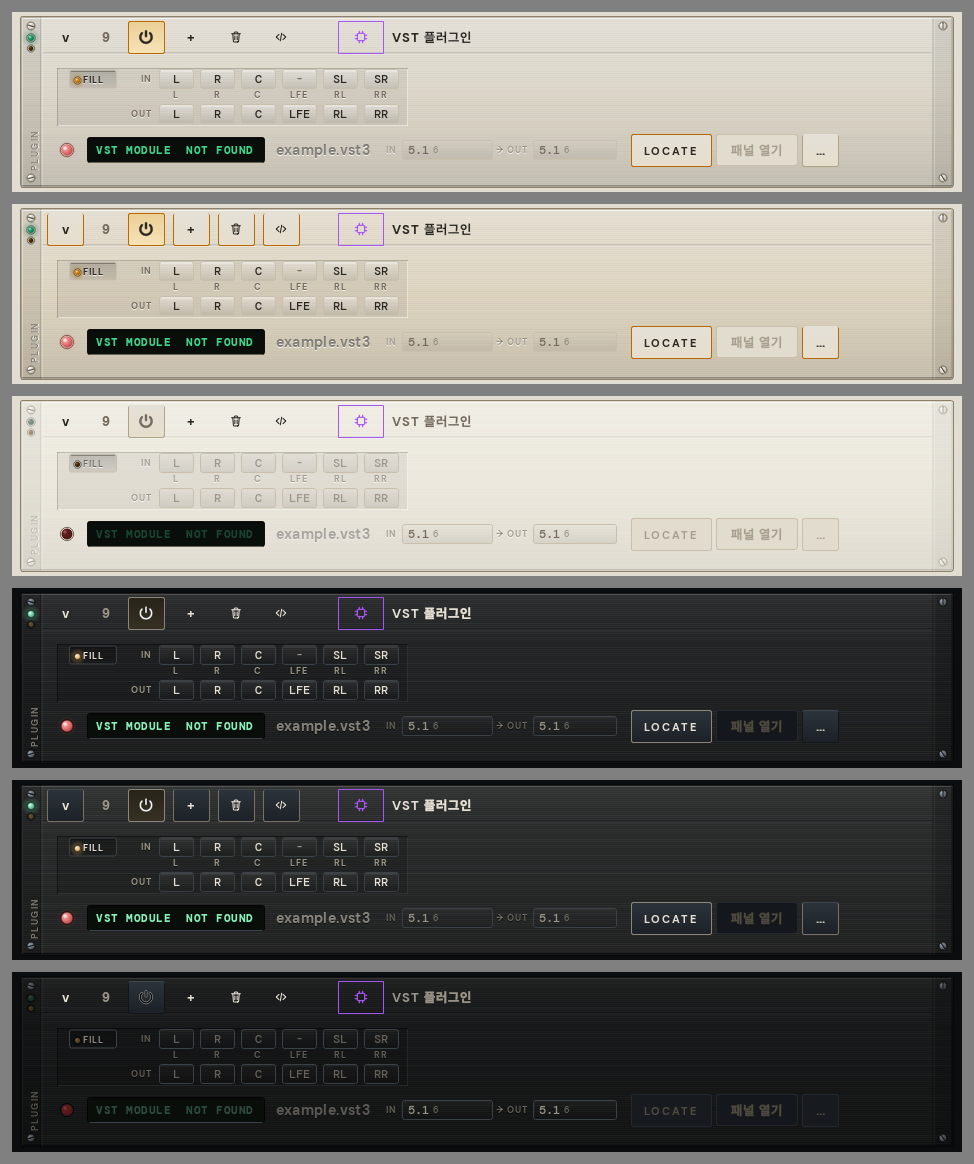 v 9 + </> VST 플러그인
FILL IN L R C - SL SR
L R C LFE RL RR
OUT L R C LFE RL RR
PLUGIN
VST MODULE NOT FOUND example.vst3 IN 5.1 6 → OUT 5.1 6 LOCATE 패널 열기 ...
v 9 + </> VST 플러그인
FILL IN L R C - SL SR
L R C LFE RL RR
OUT L R C LFE RL RR
PLUGIN
VST MODULE NOT FOUND example.vst3 IN 5.1 6 → OUT 5.1 6 LOCATE 패널 열기 ...
v 9 + </> VST 플러그인
FILL IN L R C - SL SR
L R C LFE RL RR
OUT L R C LFE RL RR
PLUGIN
VST MODULE NOT FOUND example.vst3 IN 5.1 6 → OUT 5.1 6 LOCATE 패널 열기 ...
v 9 + </> VST 플러그인
FILL IN L R C - SL SR
L R C LFE RL RR
OUT L R C LFE RL RR
PLUGIN
VST MODULE NOT FOUND example.vst3 IN 5.1 6 → OUT 5.1 6 LOCATE 패널 열기 ...
v 9 + </> VST 플러그인
FILL IN L R C - SL SR
L R C LFE RL RR
OUT L R C LFE RL RR
PLUGIN
VST MODULE NOT FOUND example.vst3 IN 5.1 6 → OUT 5.1 6 LOCATE 패널 열기 ...
v 9 + </> VST 플러그인
FILL IN L R C - SL SR
L R C LFE RL RR
OUT L R C LFE RL RR
PLUGIN
VST MODULE NOT FOUND example.vst3 IN 5.1 6 → OUT 5.1 6 LOCATE 패널 열기 ...